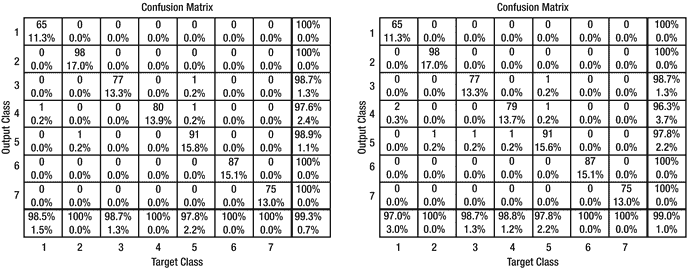 Confusion Matrix
Output Class
1
65 0 0 0 0 0 0 100%
11.3% 0.0% 0.0% 0.0% 0.0% 0.0% 0.0% 0.0%
2
0 98 0 0 0 0 0 100%
0.0% 17.0% 0.0% 0.0% 0.0% 0.0% 0.0% 0.0%
3
0 0 77 0 1 0 0 98.7%
0.0% 0.0% 13.3% 0.0% 0.2% 0.0% 0.0% 1.3%
4
1 0 0 80 1 0 0 97.6%
0.2% 0.0% 0.0% 13.9% 0.2% 0.0% 0.0% 2.4%
5
0 1 0 0 91 0 0 98.9%
0.0% 0.2% 0.0% 0.0% 15.8% 0.0% 0.0% 1.1%
6
0 0 0 0 0 87 0 100%
0.0% 0.0% 0.0% 0.0% 0.0% 15.1% 0.0% 0.0%
7
0 0 0 0 0 0 75 100%
0.0% 0.0% 0.0% 0.0% 0.0% 0.0% 13.0% 0.0%
98.5% 100% 98.7% 100% 97.8% 100% 100% 99.3%
1.5% 0.0% 1.3% 0.0% 2.2% 0.0% 0.0% 0.7%
1 2 3 4 5 6 7
Target Class
Confusion Matrix
Output Class
1
65 0 0 0 0 0 0 100%
11.3% 0.0% 0.0% 0.0% 0.0% 0.0% 0.0% 0.0%
2
0 98 0 0 0 0 0 100%
0.0% 17.0% 0.0% 0.0% 0.0% 0.0% 0.0% 0.0%
3
0 0 77 0 1 0 0 98.7%
0.0% 0.0% 13.3% 0.0% 0.2% 0.0% 0.0% 1.3%
4
2 0 0 79 1 0 0 96.3%
0.3% 0.0% 0.0% 13.7% 0.2% 0.0% 0.0% 3.7%
5
0 1 1 1 91 0 0 97.8%
0.0% 0.2% 0.2% 0.2% 15.6% 0.0% 0.0% 2.2%
6
0 0 0 0 0 87 0 100%
0.0% 0.0% 0.0% 0.0% 0.0% 15.1% 0.0% 0.0%
7
0 0 0 0 0 0 75 100%
0.0% 0.0% 0.0% 0.0% 0.0% 0.0% 13.0% 0.0%
97.0% 100% 98.7% 98.8% 97.8% 100% 100% 99.0%
3.0% 0.0% 1.3% 1.2% 2.2% 0.0% 0.0% 1.0%
1 2 3 4 5 6 7
Target Class